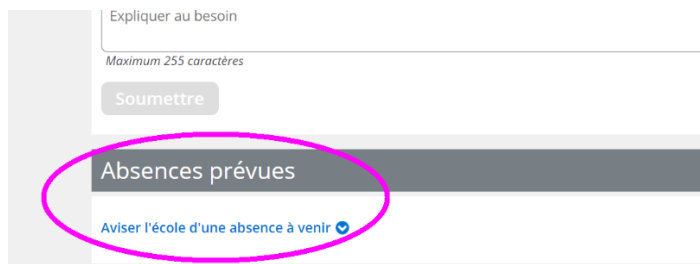 Expliquer au besoin
Maximum 255 caractères
Soumettre
Absences prévues
Aviser l'école d'une absence à venir